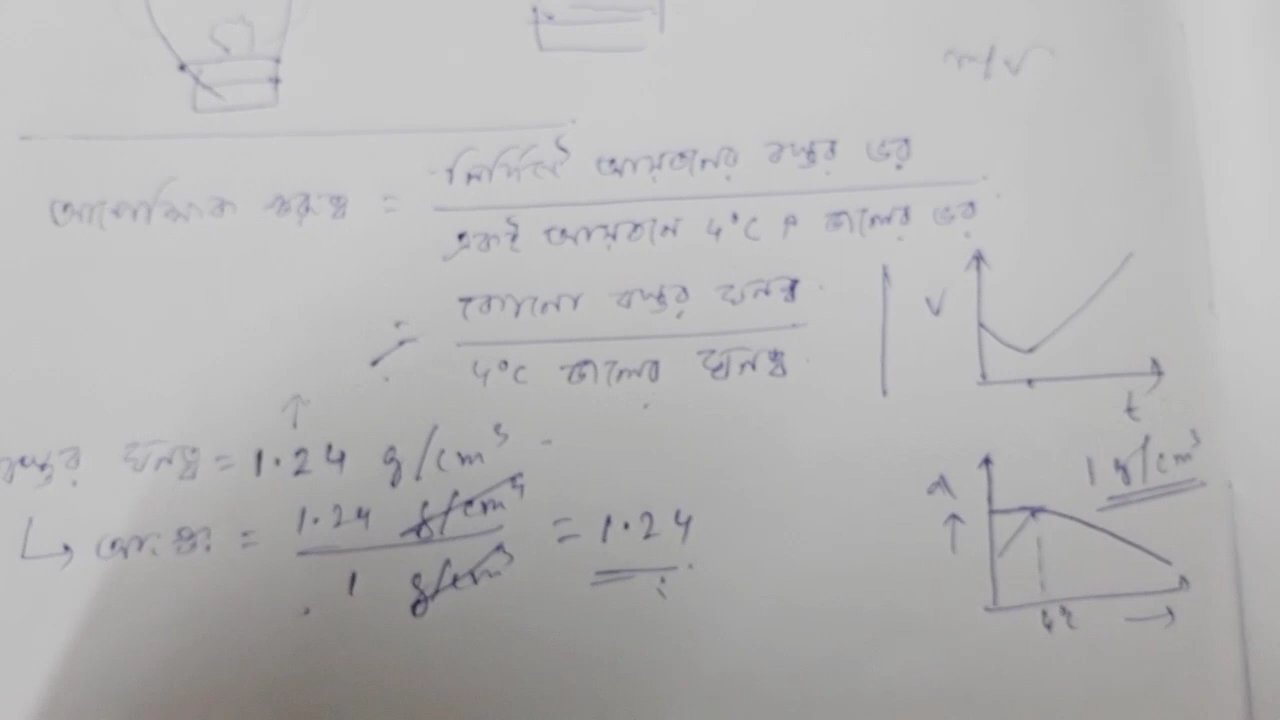 m/v
আপেক্ষিক গুরুত্ব = নির্দিষ্ট আয়তনের বস্তুর ভর
একই আয়তনে 4°C এ জলের ভর
= কোনো বস্তুর ঘনত্ব
4°C জলের ঘনত্ব
V
t
বস্তুর ঘনত্ব = 1.24 g/cm³
1 g/cm³
↳ আঃ গুঃ = 1.24 g/cm³
1 g/cm³
= 1.24